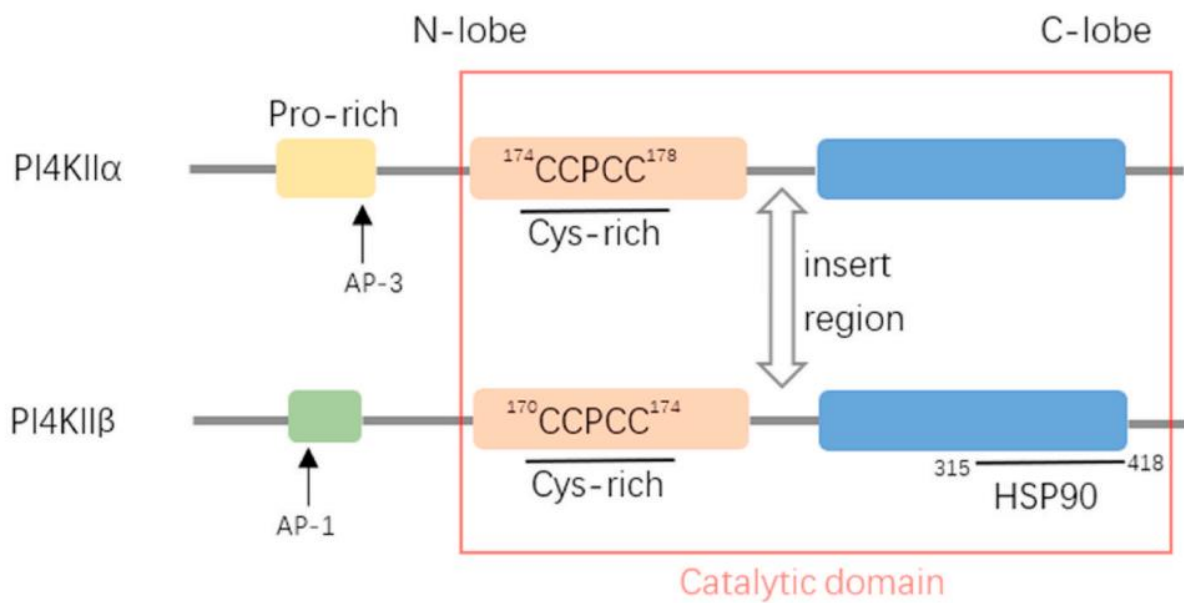 N-lobe C-lobe
Pro-rich
PI4KIIα
174CCPCC178
Cys-rich
AP-3
insert
region
PI4KIIβ
170CCPCC174
Cys-rich
315 418
HSP90
AP-1
Catalytic domain